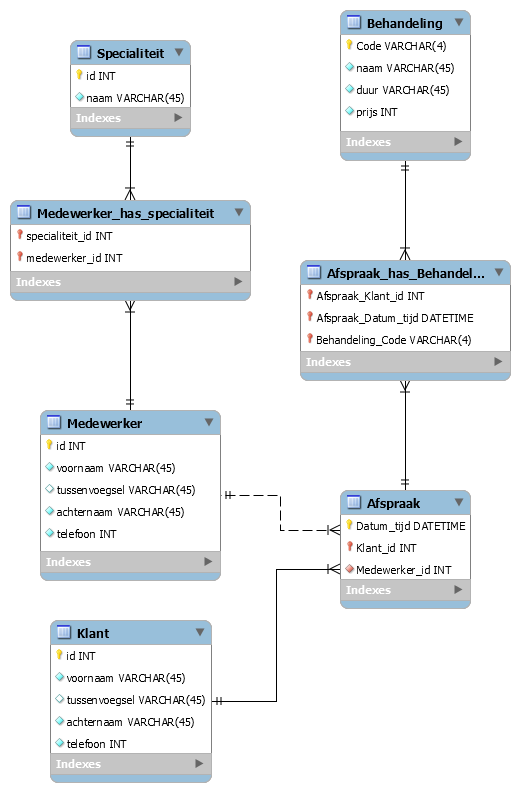 Specialiteit
id INT
naam VARCHAR(45)
Indexes
Behandeling
Code VARCHAR(4)
naam VARCHAR(45)
duur VARCHAR(45)
prijs INT
Indexes
Medewerker_has_specialiteit
specialiteit_id INT
medewerker_id INT
Indexes
Afspraak_has_Behandel...
Afspraak_Klant_id INT
Afspraak_Datum_tijd DATETIME
Behandeling_Code VARCHAR(4)
Indexes
Medewerker
id INT
voornaam VARCHAR(45)
tussenvoegsel VARCHAR(45)
achternaam VARCHAR(45)
telefoon INT
Indexes
Afspraak
Datum_tijd DATETIME
Klant_id INT
Medewerker_id INT
Indexes
Klant
id INT
voornaam VARCHAR(45)
tussenvoegsel VARCHAR(45)
achternaam VARCHAR(45)
telefoon INT
Indexes